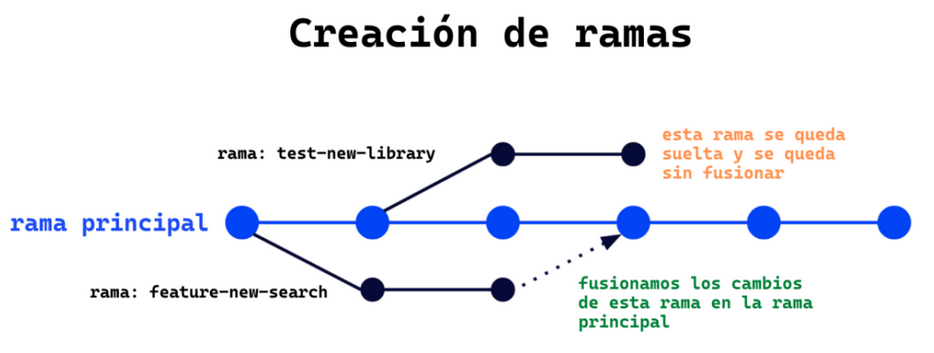 Creación de ramas
rama: test-new-library
esta rama se queda
suelta y se queda
sin fusionar
rama principal
rama: feature-new-search
fusionamos los cambios
de esta rama en la rama
principal